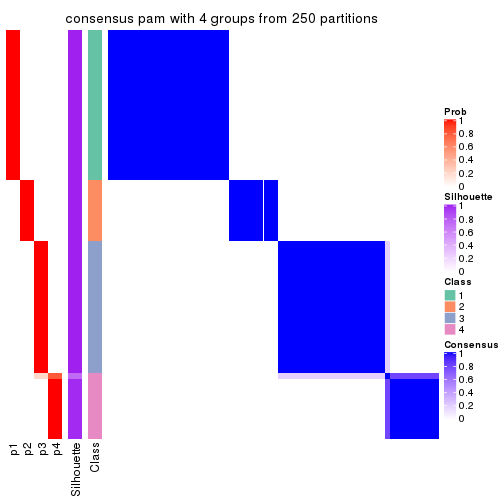 consensus pam with 4 groups from 250 partitions
Prob
1
0.8
0.6
0.4
0.2
0
Silhouette
1
0.8
0.6
0.4
0.2
0
Class
1
2
3
4
Consensus
1
0.8
0.6
0.4
0.2
0
p1
p2
p3
p4
Silhouette
Class